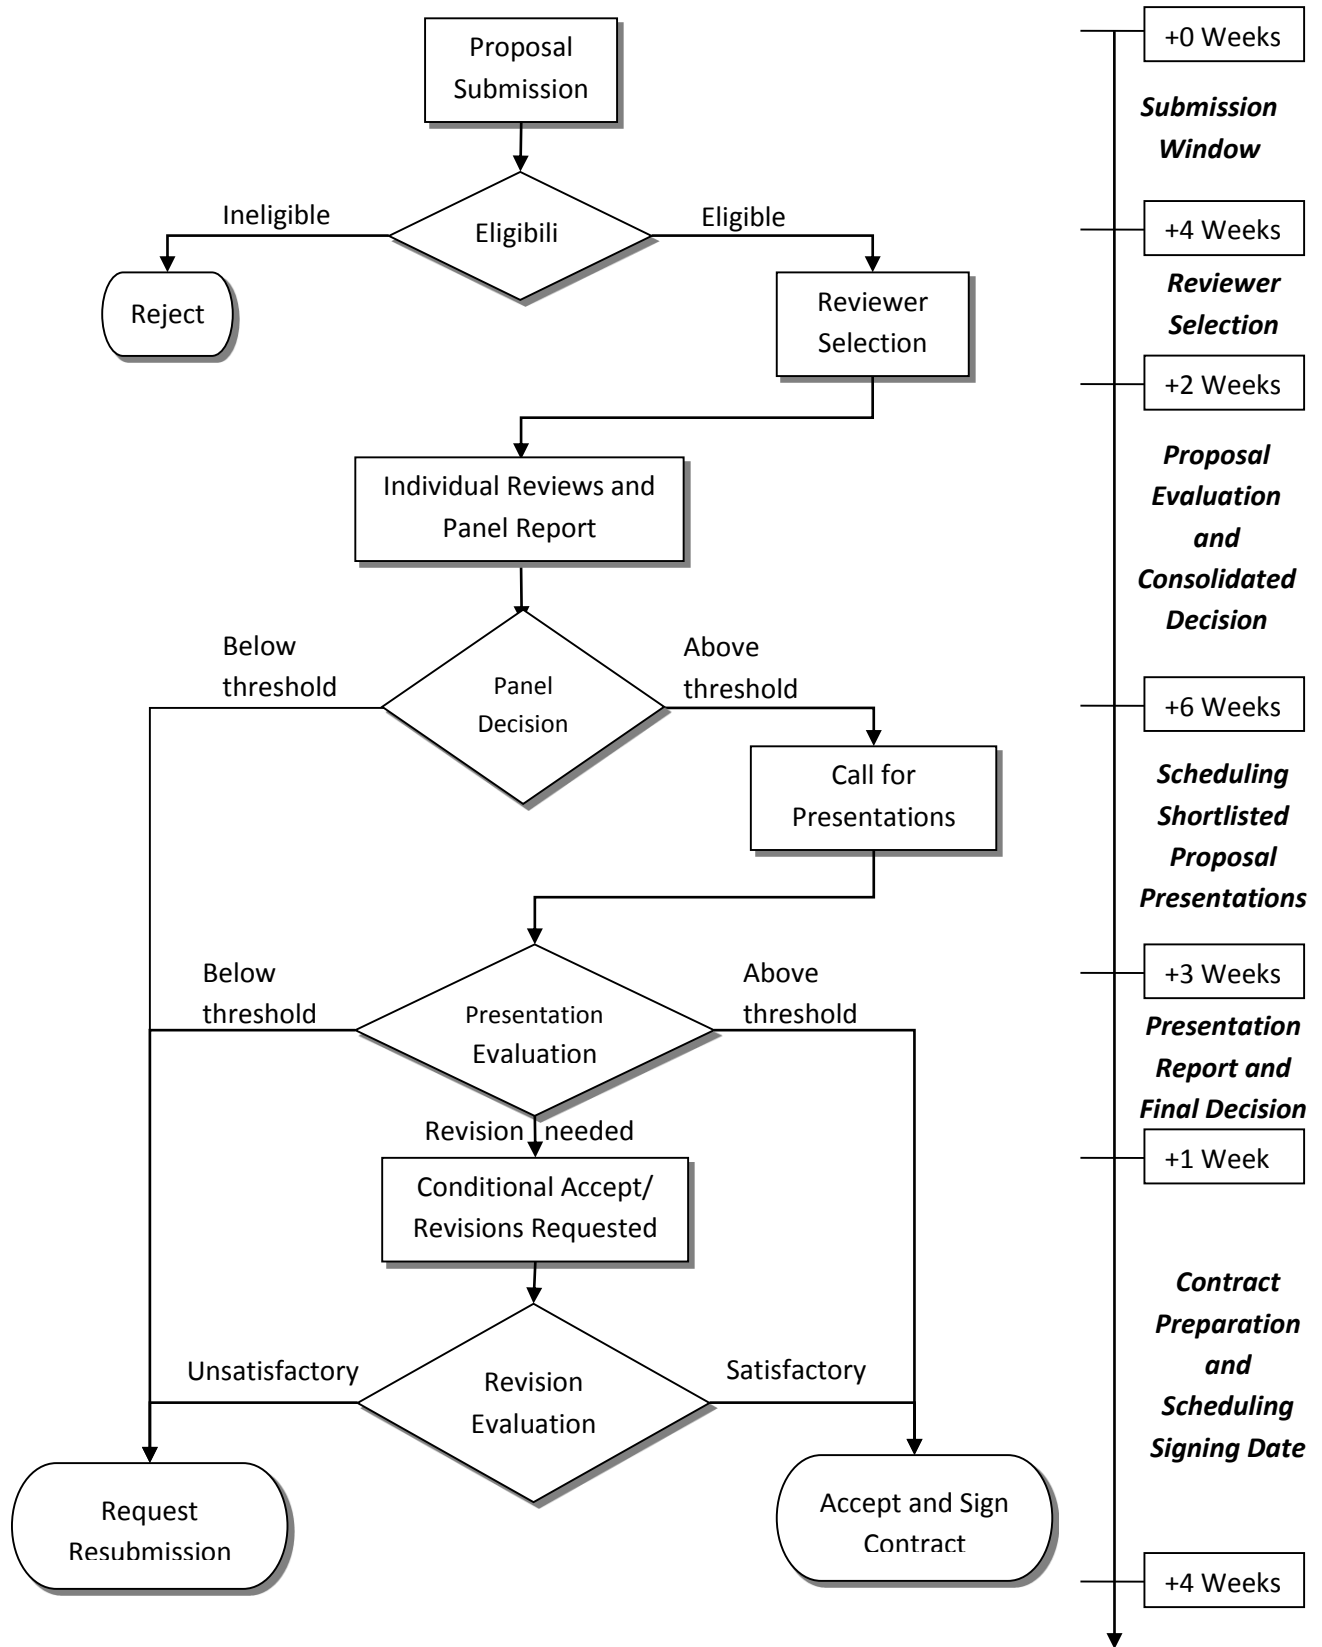 Proposal
Submission
Ineligible
Eligibili
Eligible
Reject
Reviewer
Selection
Individual Reviews and
Panel Report
Below
threshold
Panel
Decision
Above
threshold
Call for
Presentations
Below
threshold
Presentation
Evaluation
Above
threshold
Revision needed
Conditional Accept/
Revisions Requested
Unsatisfactory
Revision
Evaluation
Satisfactory
Request
Resubmission
Accept and Sign
Contract
+0 Weeks
Submission
Window
+4 Weeks
Reviewer
Selection
+2 Weeks
Proposal
Evaluation
and
Consolidated
Decision
+6 Weeks
Scheduling
Shortlisted
Proposal
Presentations
+3 Weeks
Presentation
Report and
Final Decision
+1 Week
Contract
Preparation
and
Scheduling
Signing Date
+4 Weeks